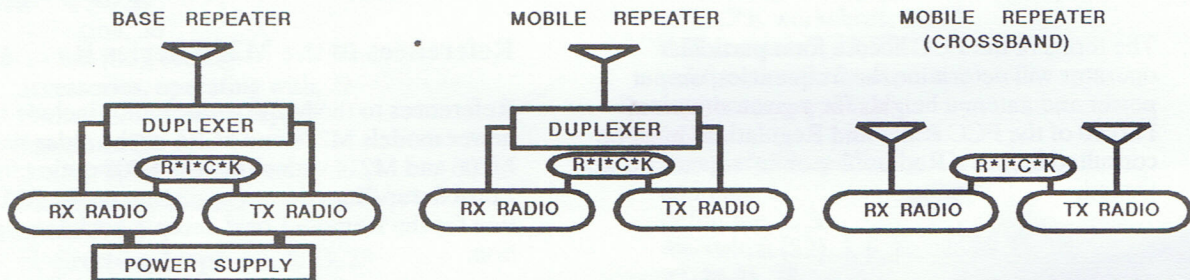 BASE REPEATER
DUPLEXER
R*I*C*K
RX RADIO
TX RADIO
POWER SUPPLY
MOBILE REPEATER
DUPLEXER
R*I*C*K
RX RADIO
TX RADIO
MOBILE REPEATER
(CROSSBAND)
R*I*C*K
RX RADIO
TX RADIO